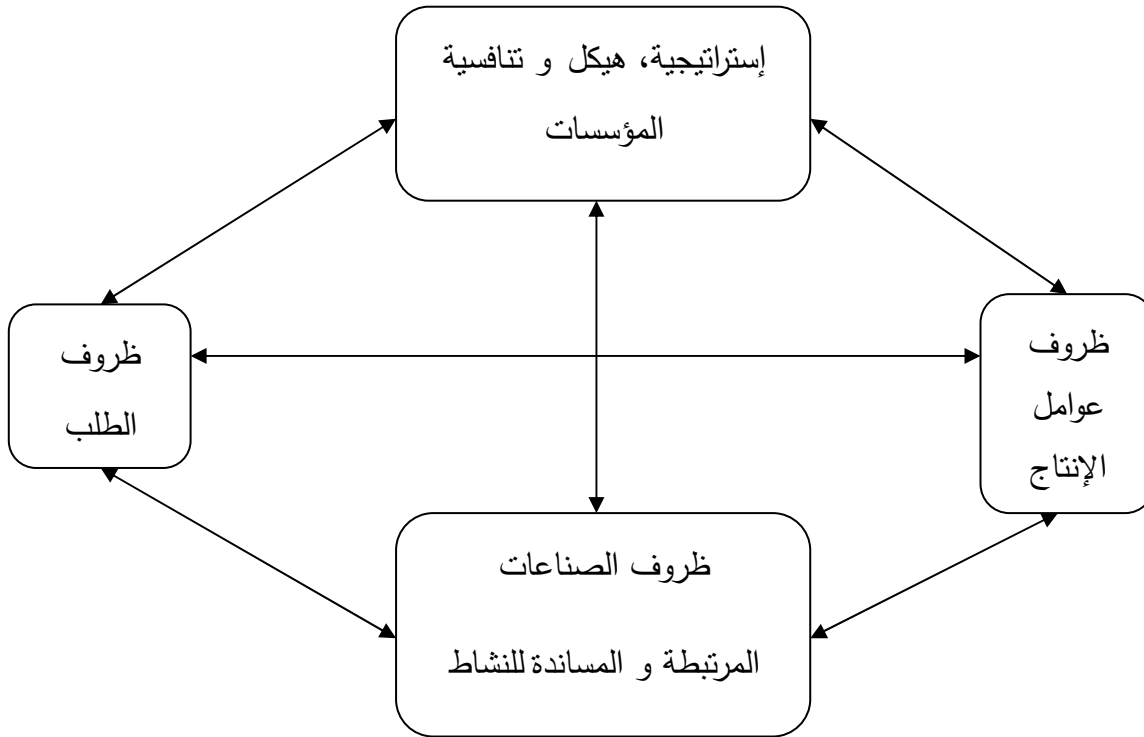 إستراتيجية، هيكل و تنافسية
المؤسسات
ظروف
عوامل
الإنتاج
ظروف
الطلب
ظروف الصناعات
المرتبطة و المساندة للنشاط